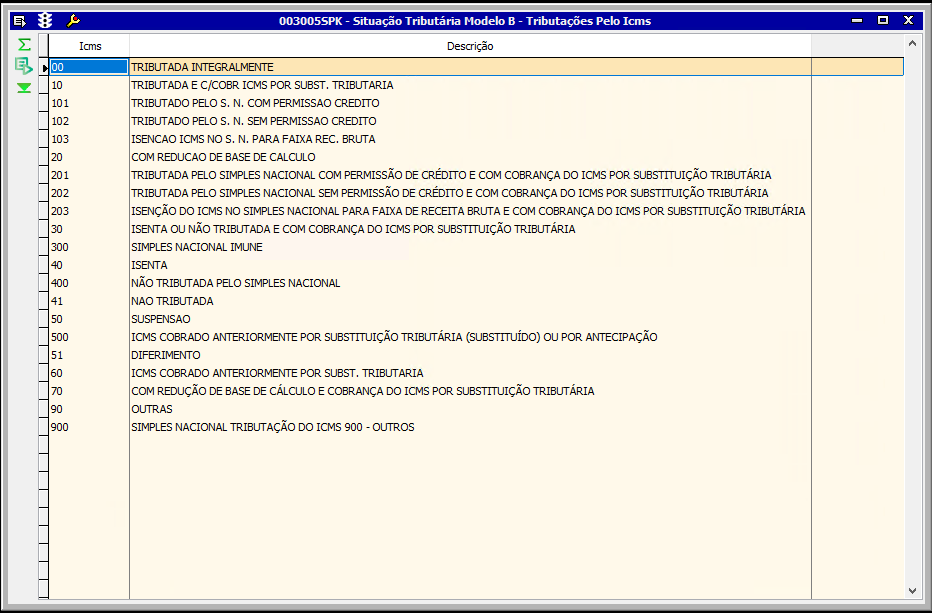 003005SPK - Situação Tributária Modelo B - Tributações Pelo Icms
Icms Descrição
00 TRIBUTADA INTEGRALMENTE
10 TRIBUTADA E C/COBR ICMS POR SUBST. TRIBUTARIA
101 TRIBUTADO PELO S. N. COM PERMISSAO CREDITO
102 TRIBUTADO PELO S. N. SEM PERMISSAO CREDITO
103 ISENCAO ICMS NO S. N. PARA FAIXA REC. BRUTA
20 COM REDUCAO DE BASE DE CALCULO
201 TRIBUTADA PELO SIMPLES NACIONAL COM PERMISSÃO DE CRÉDITO E COM COBRANÇA DO ICMS POR SUBSTITUIÇÃO TRIBUTÁRIA
202 TRIBUTADA PELO SIMPLES NACIONAL SEM PERMISSÃO DE CRÉDITO E COM COBRANÇA DO ICMS POR SUBSTITUIÇÃO TRIBUTÁRIA
203 ISENÇÃO DO ICMS NO SIMPLES NACIONAL PARA FAIXA DE RECEITA BRUTA E COM COBRANÇA DO ICMS POR SUBSTITUIÇÃO TRIBUTÁRIA
30 ISENTA OU NÃO TRIBUTADA E COM COBRANÇA DO ICMS POR SUBSTITUIÇÃO TRIBUTÁRIA
300 SIMPLES NACIONAL IMUNE
40 ISENTA
400 NÃO TRIBUTADA PELO SIMPLES NACIONAL
41 NAO TRIBUTADA
50 SUSPENSAO
500 ICMS COBRADO ANTERIORMENTE POR SUBSTITUIÇÃO TRIBUTÁRIA (SUBSTITUÍDO) OU POR ANTECIPAÇÃO
51 DIFERIMENTO
60 ICMS COBRADO ANTERIORMENTE POR SUBST. TRIBUTARIA
70 COM REDUÇÃO DE BASE DE CÁLCULO E COBRANÇA DO ICMS POR SUBSTITUIÇÃO TRIBUTÁRIA
90 OUTRAS
900 SIMPLES NACIONAL TRIBUTAÇÃO DO ICMS 900 - OUTROS